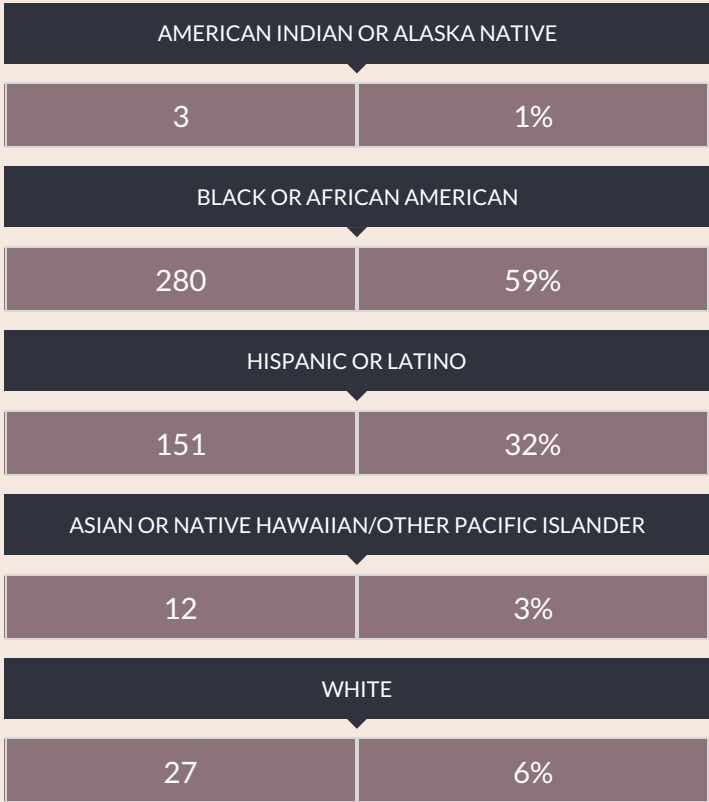 AMERICAN INDIAN OR ALASKA NATIVE
3 1%
BLACK OR AFRICAN AMERICAN
280 59%
HISPANIC OR LATINO
151 32%
ASIAN OR NATIVE HAWAIIAN/OTHER PACIFIC ISLANDER
12 3%
WHITE
27 6%